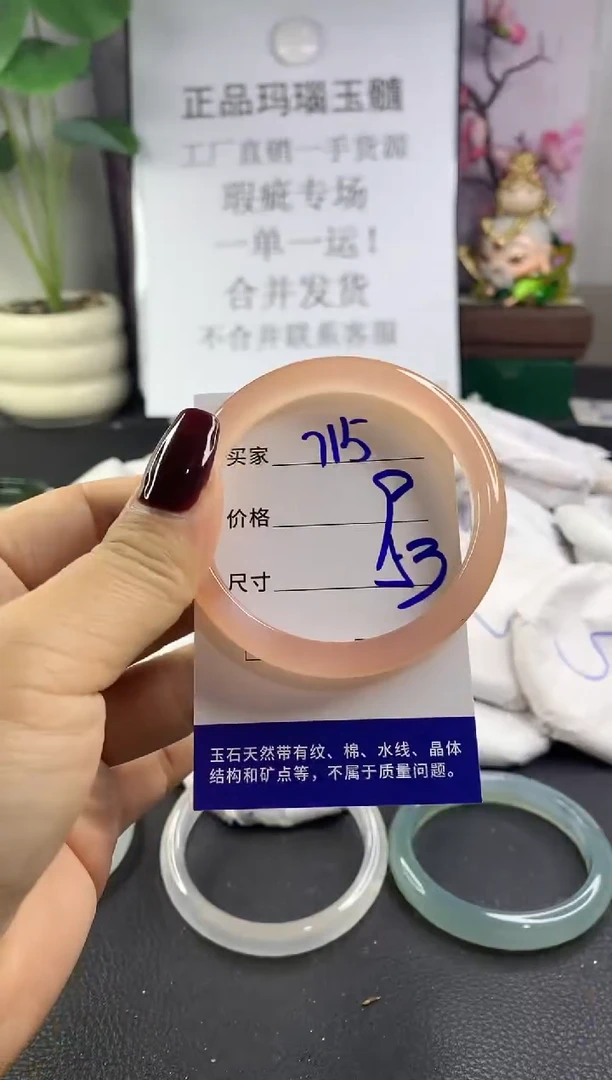 正品玛瑙玉髓
工厂直销一手货源
瑕疵专场
一单一运！
合并发货
不合并联系客服
买家 715
价格
尺寸 53
玉石天然带有纹、棉、水线、晶体
结构和矿点等，不属于质量问题。